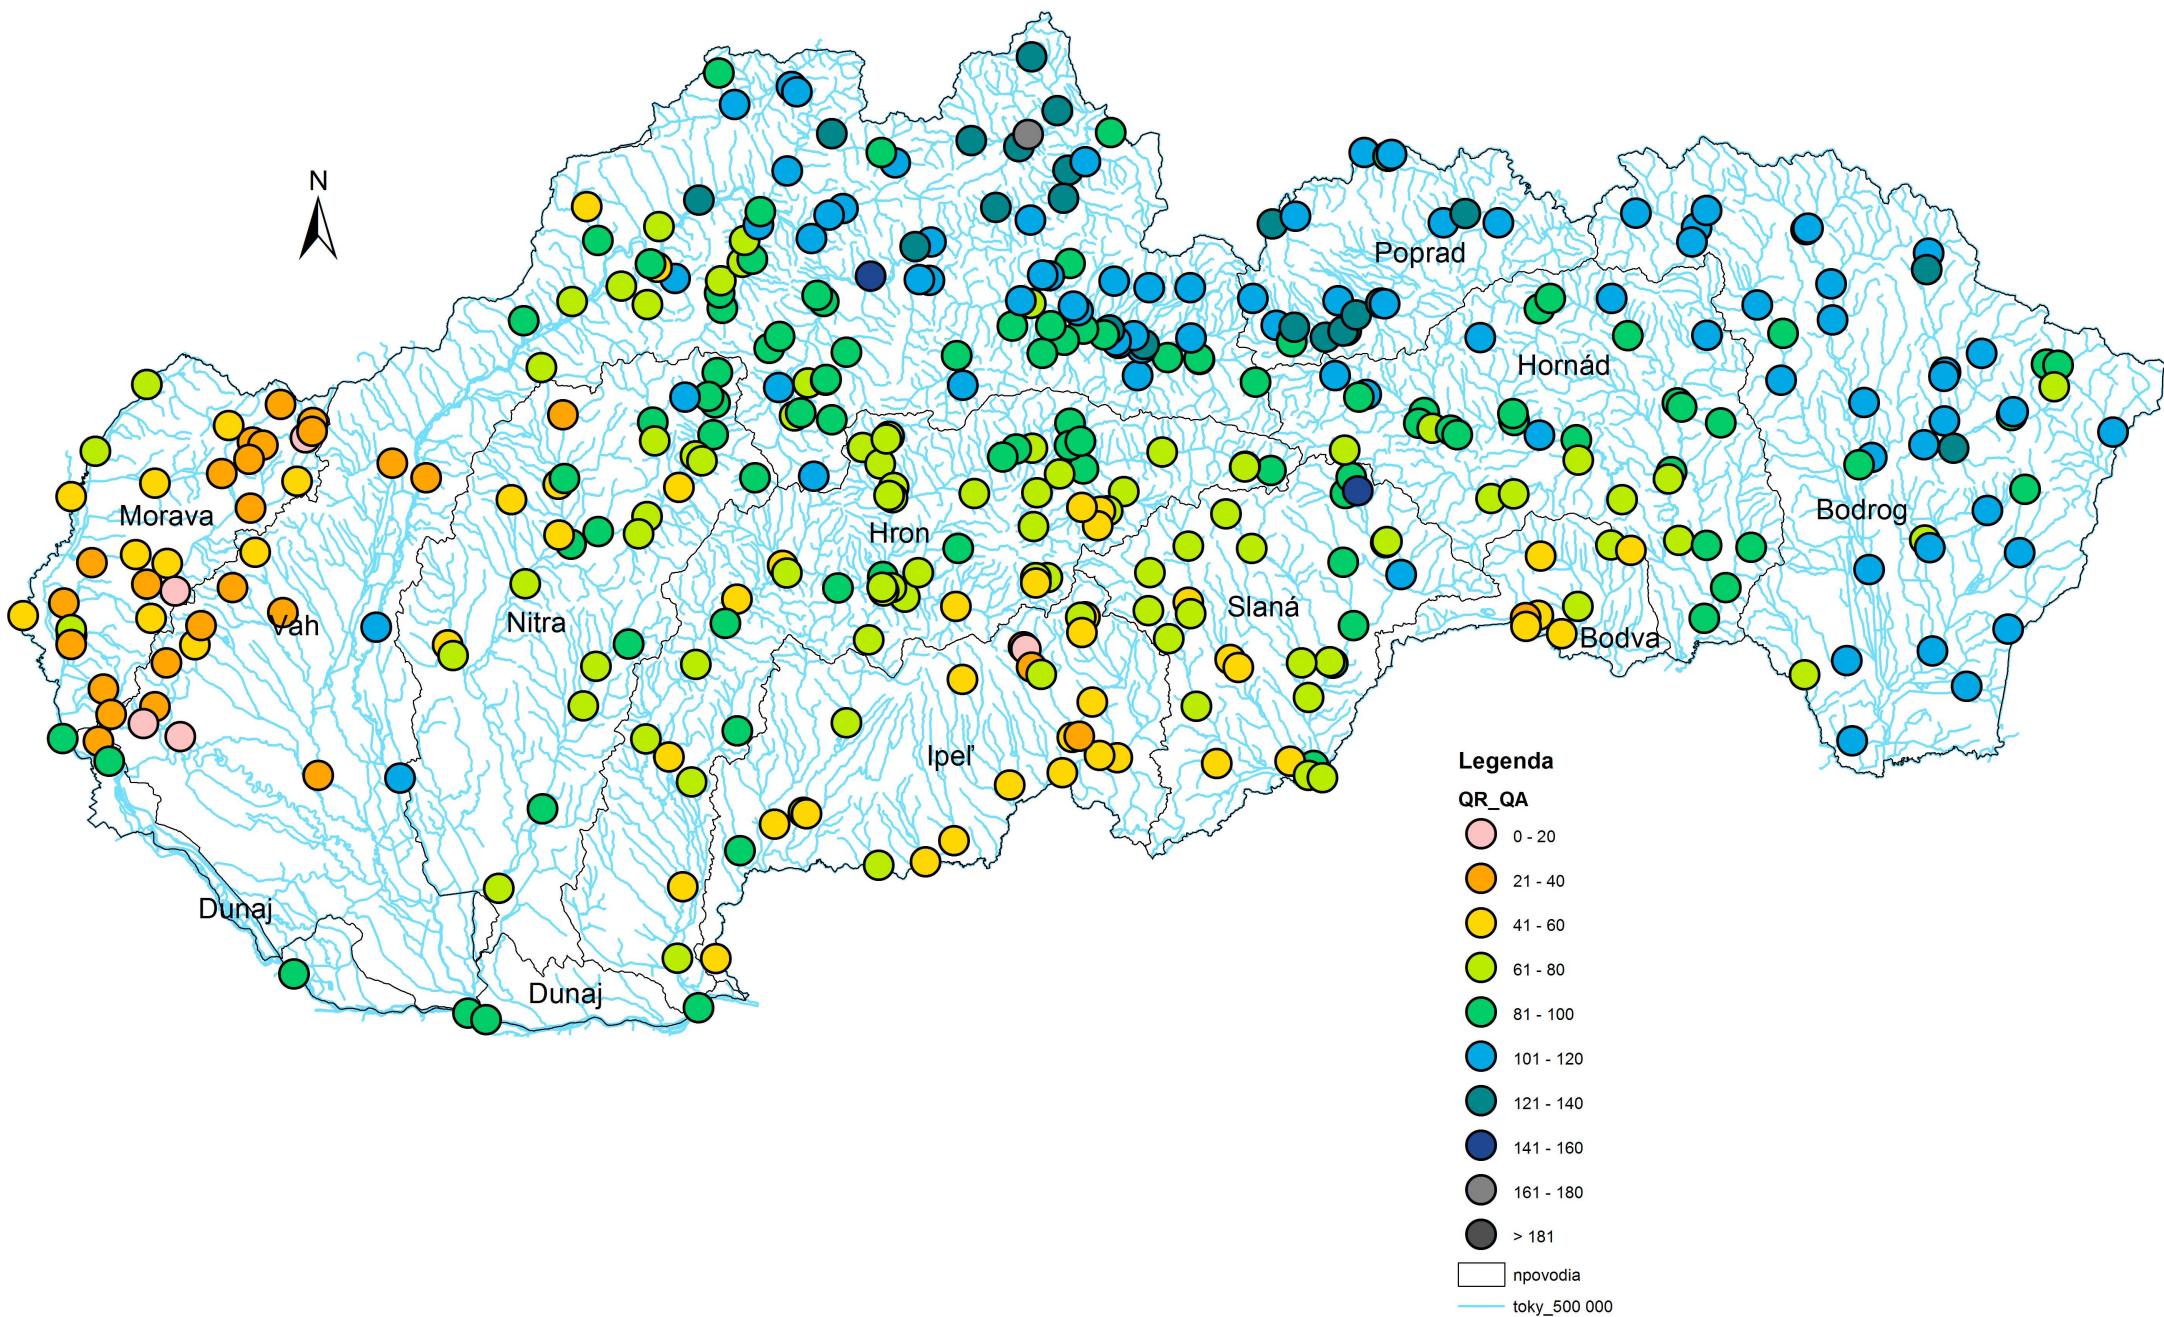 N
Poprad
Hornád
Morava
Bodrog
Hron
Váh
Nitra
Slaná
Bodva
Ipeľ
Dunaj
Dunaj
Legenda
QR_QA
0 - 20
21 - 40
41 - 60
61 - 80
81 - 100
101 - 120
121 - 140
141 - 160
161 - 180
> 181
npovodia
toky_500 000